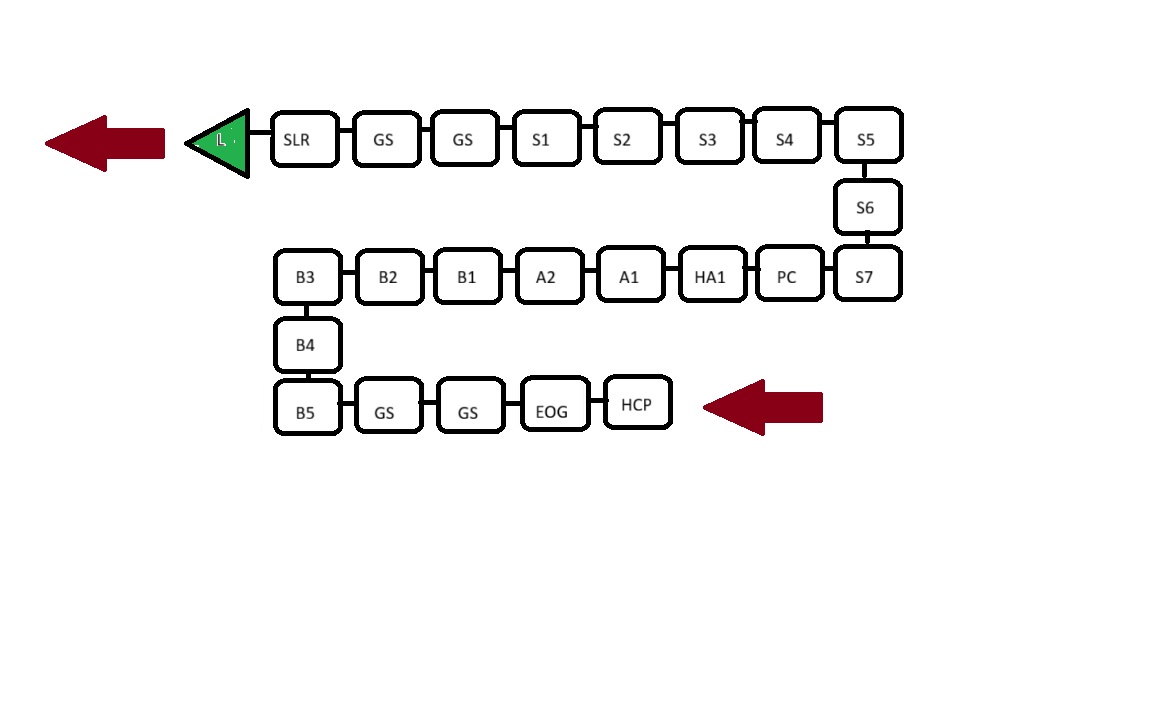 L SLR GS GS S1 S2 S3 S4 S5
S6
B3 B2 B1 A2 A1 HA1 PC S7
B4
B5 GS GS EOG HCP